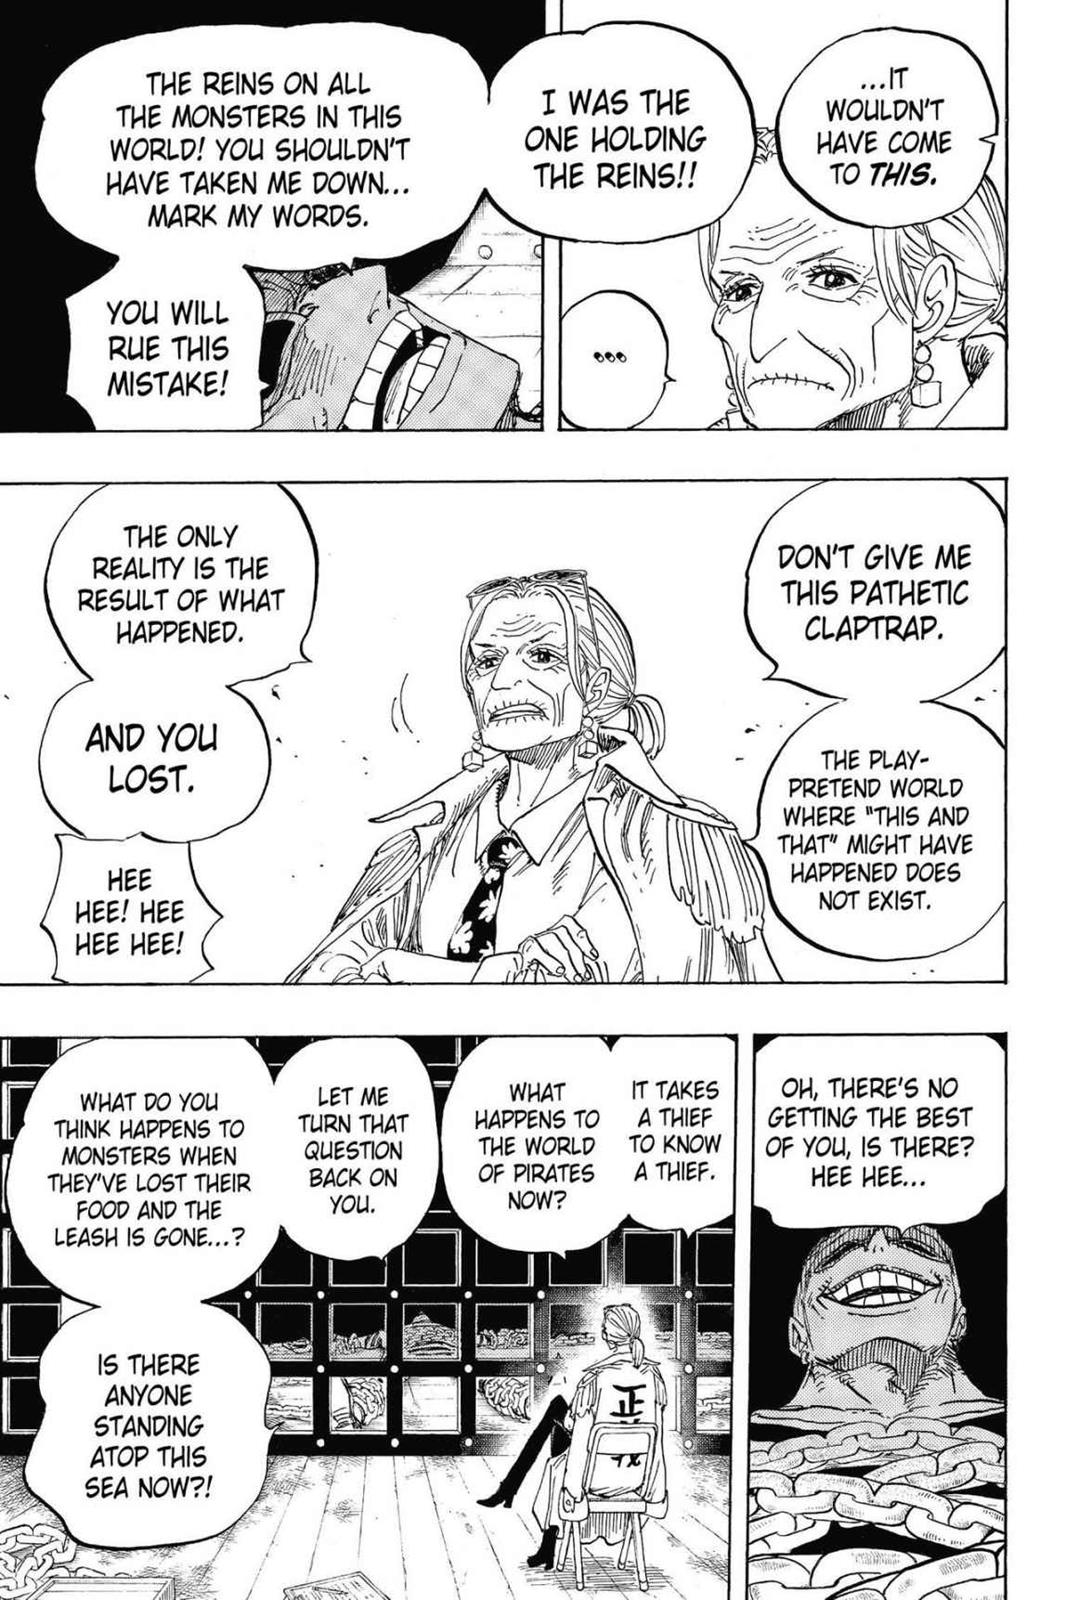 ...IT
WOULDN'T
HAVE COME
TO THIS.
I WAS THE
ONE HOLDING
THE REINS!!
...
THE REINS ON ALL
THE MONSTERS IN THIS
WORLD! YOU SHOULDN'T
HAVE TAKEN ME DOWN...
MARK MY WORDS.
YOU WILL
RUE THIS
MISTAKE!
DON'T GIVE ME
THIS PATHETIC
CLAPTRAP.
THE PLAY-
PRETEND WORLD
WHERE "THIS AND
THAT" MIGHT HAVE
HAPPENED DOES
NOT EXIST.
THE ONLY
REALITY IS THE
RESULT OF WHAT
HAPPENED.
AND YOU
LOST.
HEE
HEE! HEE
HEE HEE!
OH, THERE'S NO
GETTING THE BEST
OF YOU, IS THERE?
HEE HEE...
IT TAKES
A THIEF
TO KNOW
A THIEF.
WHAT
HAPPENS TO
THE WORLD
OF PIRATES
NOW?
LET ME
TURN THAT
QUESTION
BACK ON
YOU.
WHAT DO YOU
THINK HAPPENS TO
MONSTERS WHEN
THEY'VE LOST THEIR
FOOD AND THE
LEASH IS GONE...?
IS THERE
ANYONE
STANDING
ATOP THIS
SEA NOW?!
正